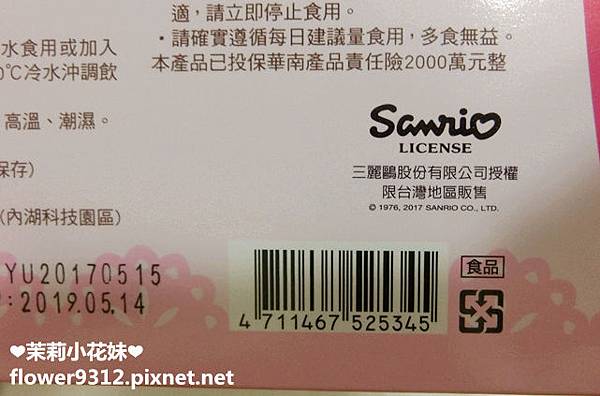 適，請立即停止食用。
水食用或加入
・請確實遵循每日建議量食用，多食無益。
0℃冷水沖調飲
本產品已投保華南產品責任險2000萬元整
高溫、潮濕。
Sanrio
LICENSE
保存)
三麗鷗股份有限公司授權
限台灣地區販售
© 1976, 2017 SANRIO CO., LTD.
(內湖科技園區)
YU20170515
:2019.05.14
食品
4 711467 525345
❤茉莉小花妹❤
flower9312.pixnet.net